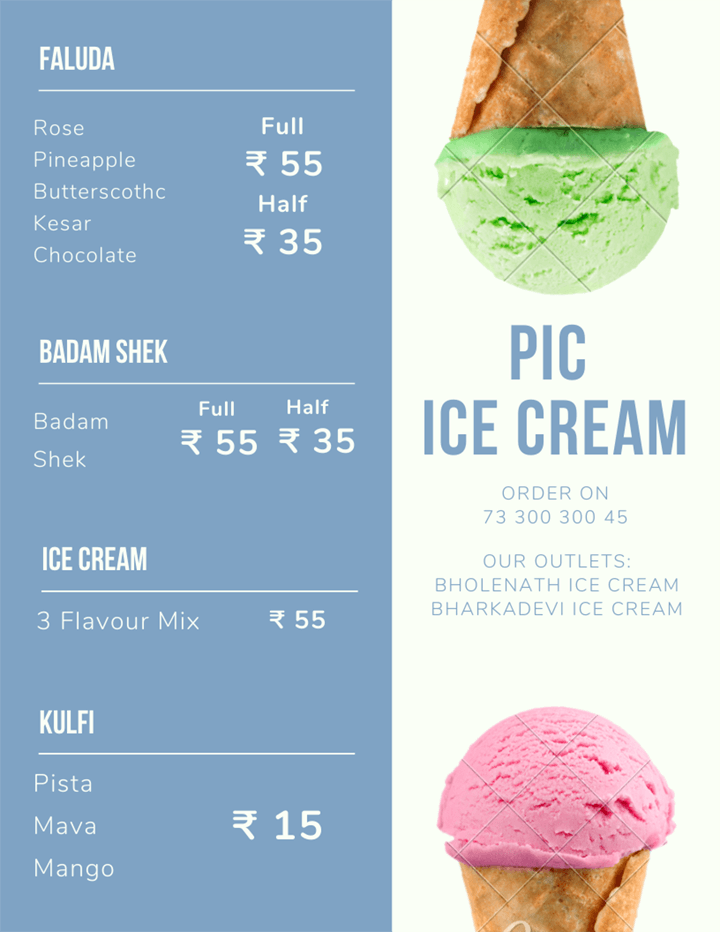 FALUDA
Rose
Pineapple
Butterscothc
Kesar
Chocolate
Full
₹ 55
Half
₹ 35
BADAM SHEK
Badam
Shek
Full Half
₹ 55 ₹ 35
ICE CREAM
3 Flavour Mix ₹ 55
KULFI
Pista
Mava
Mango
₹ 15
PIC
ICE CREAM
ORDER ON
73 300 300 45
OUR OUTLETS:
BHOLENATH ICE CREAM
BHARKADEVI ICE CREAM